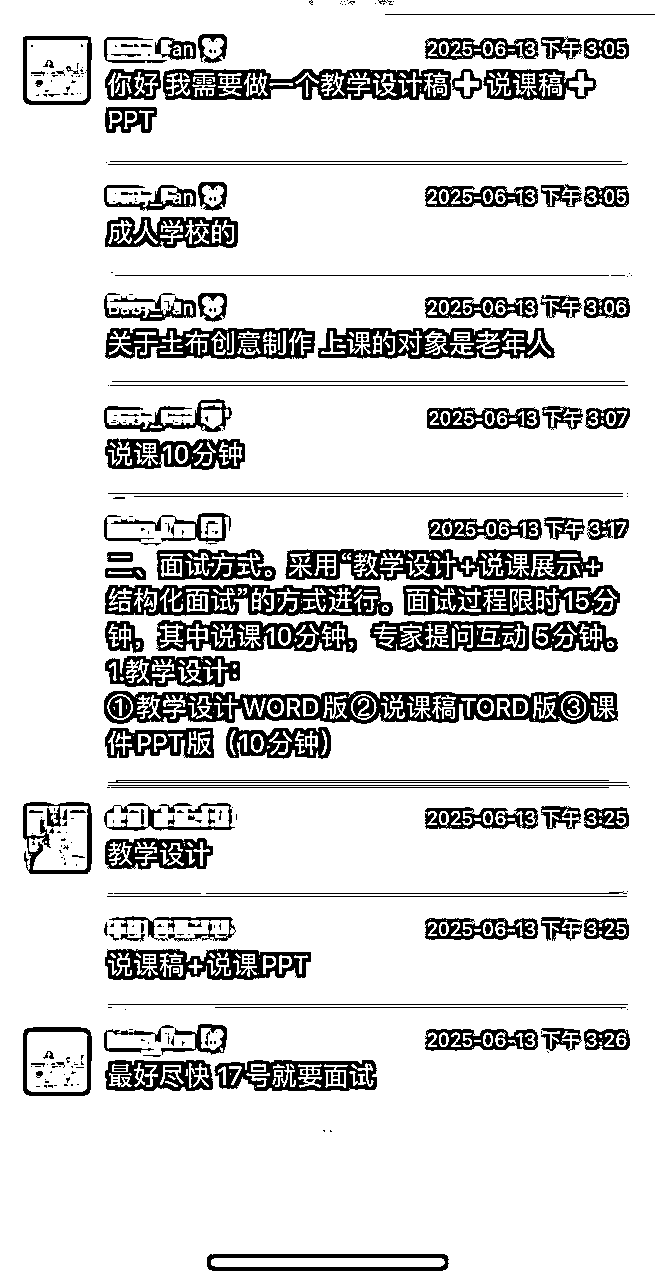 Fan 2025-06-13 下午 3:05
你好 我需要做一个教学设计稿➕ 说课稿➕
PPT
Fan 2025-06-13 下午 3:05
成人学校的
2025-06-13 下午 3:06
关于土布创意制作 上课的对象是老年人
2025-06-13 下午 3:07
说课10分钟
2025-06-13 下午 3:17
二、面试方式。采用“教学设计+说课展示+
结构化面试”的方式进行。面试过程限时15分
钟，其中说课10分钟，专家提问互动 5分钟。
1.教学设计：
①教学设计 WORD版②说课稿TORD版③课
件PPT版（10分钟）
2025-06-13 下午 3:25
教学设计
2025-06-13 下午 3:25
说课稿+说课PPT
2025-06-13 下午 3:26
最好尽快 17号就要面试